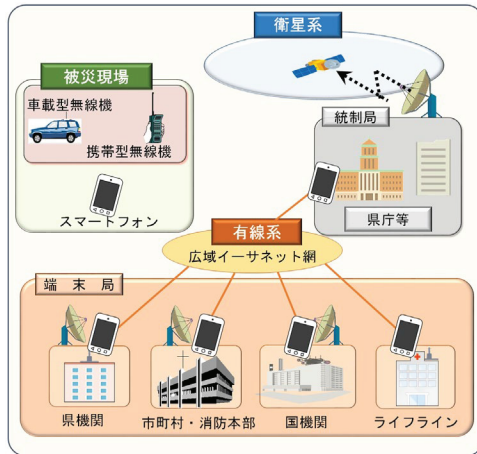 衛星系
被災現場
車載型無線機
携帯型無線機
スマートフォン
統制局
県庁等
有線系
広域イーサネット網
端末局
県機関
市町村・消防本部
国機関
ライフライン